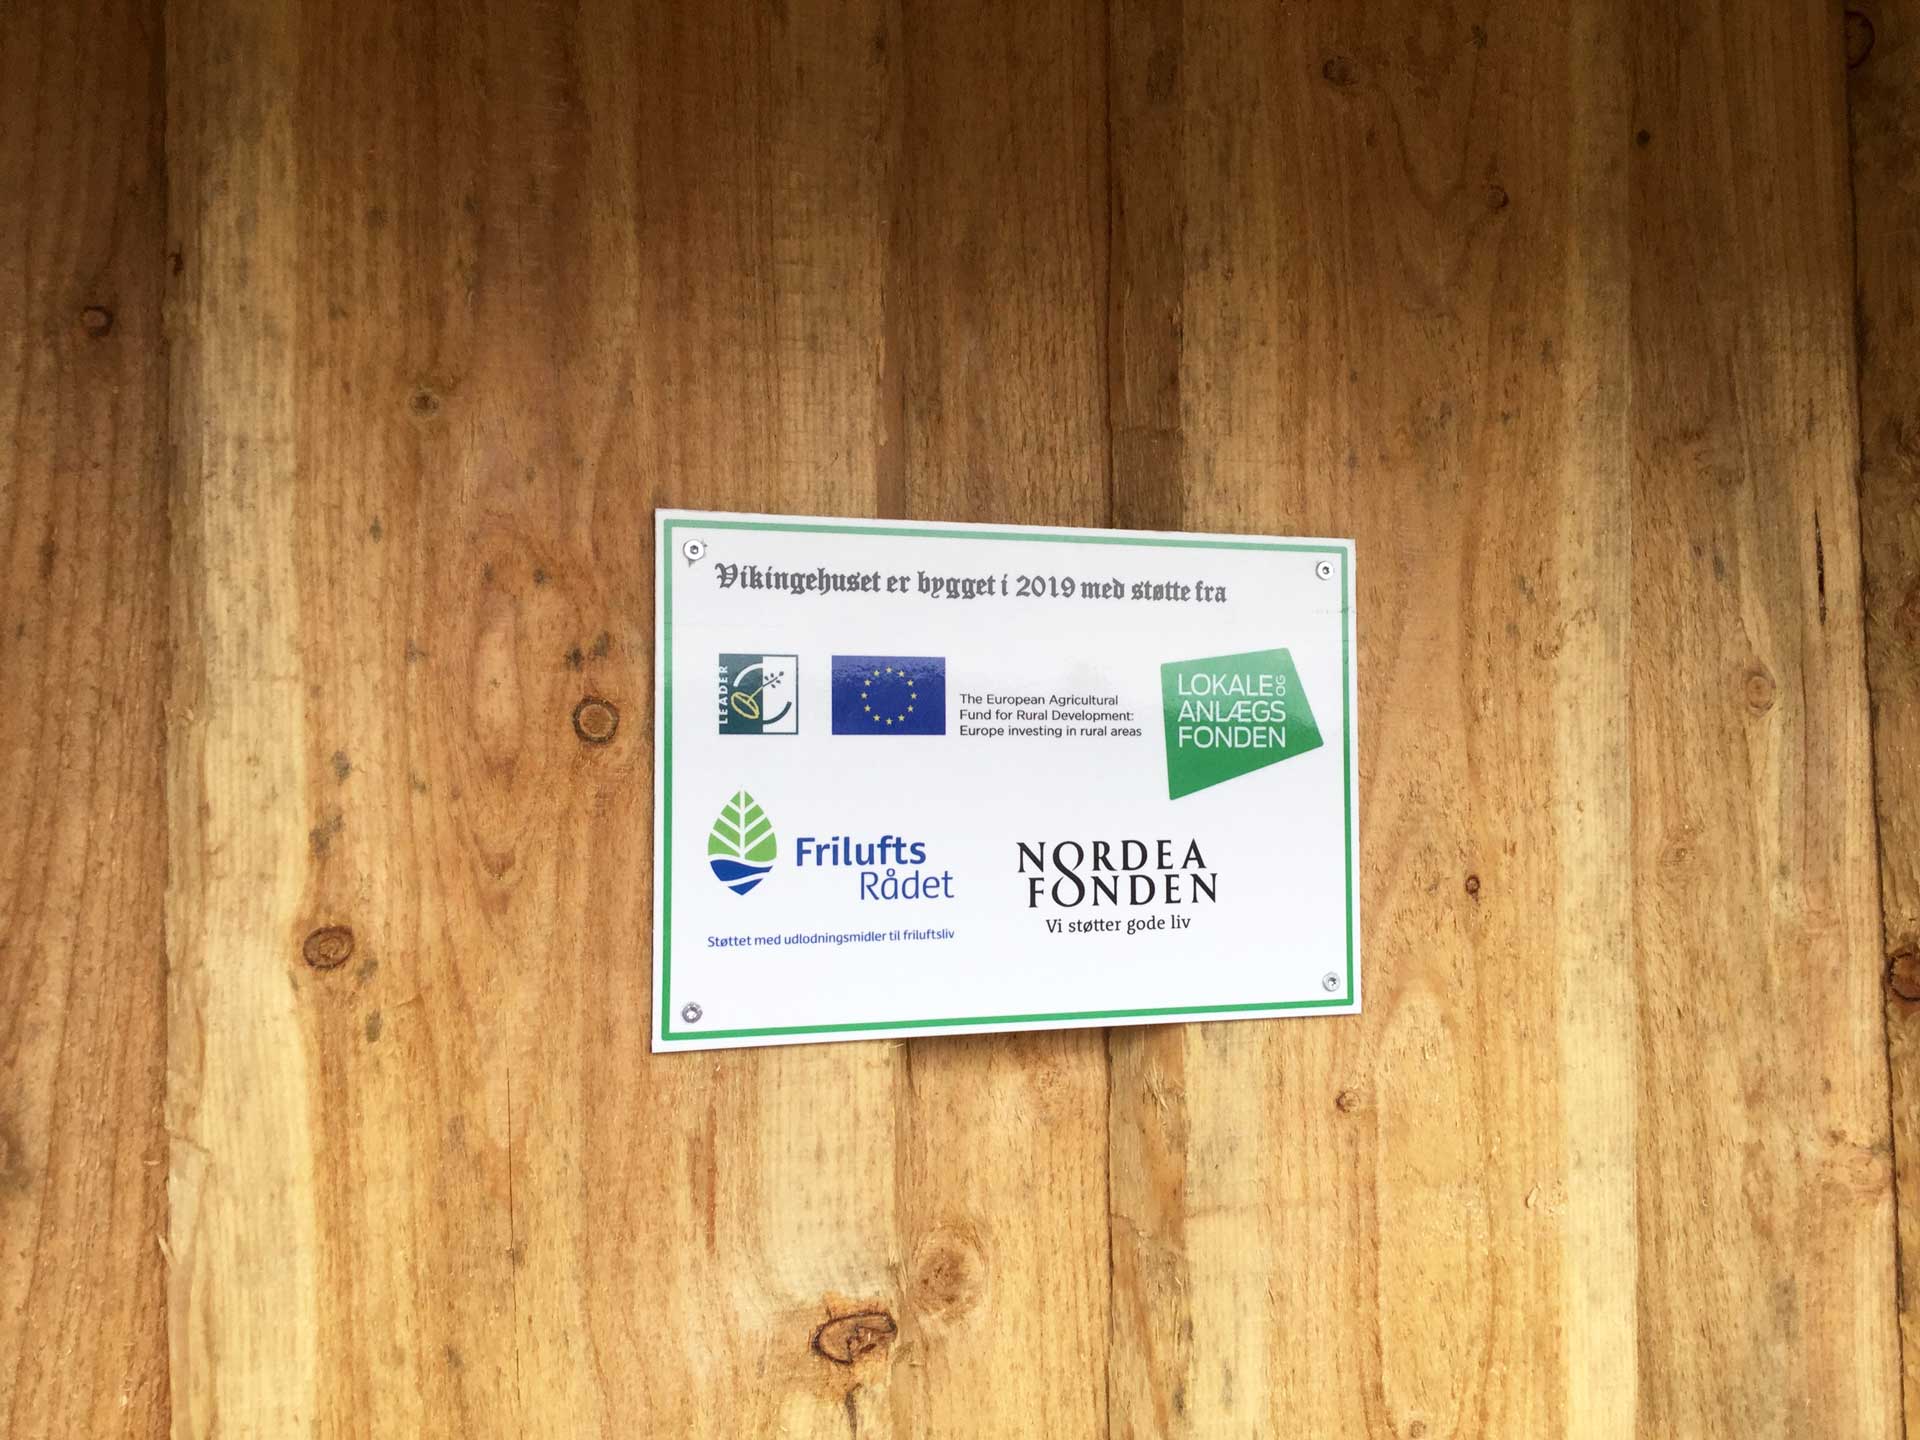 Vikingehuset er bygget i 2019 med støtte fra
LEADER
The European Agricultural
Fund for Rural Development:
Europe investing in rural areas
LOKALE OG
ANLÆGS
FONDEN
Frilufts
Rådet
Støttet med udlodningsmidler til friluftsliv
NORDEA
FONDEN
Vi støtter gode liv